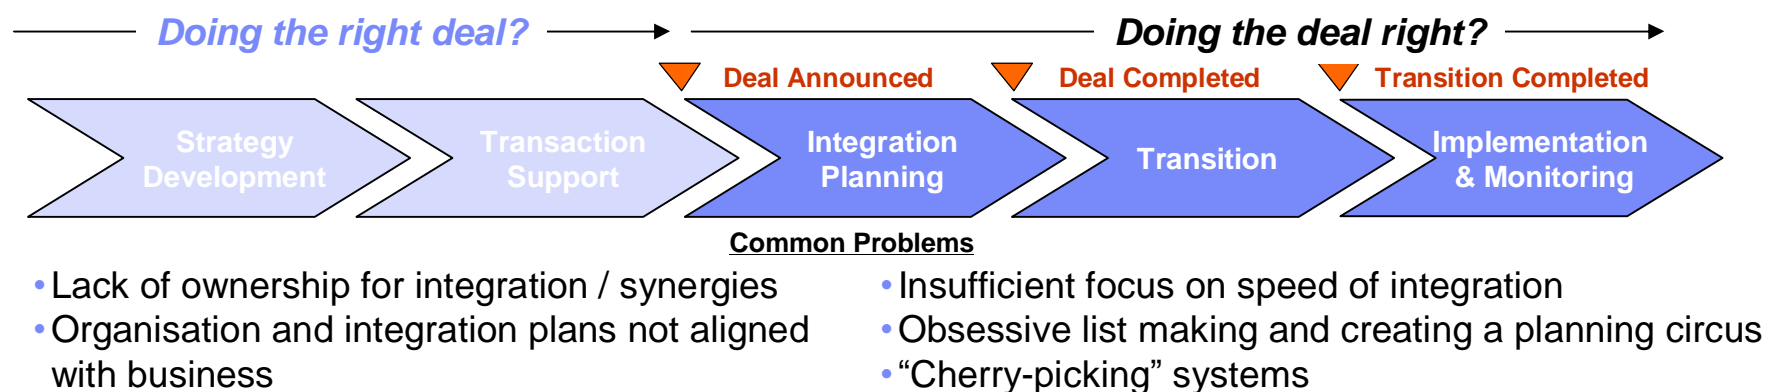 Doing the right deal?
Doing the deal right?
Deal Announced
Deal Completed
Transition Completed
Strategy
Development
Transaction
Support
Integration
Planning
Transition
Implementation
& Monitoring
Common Problems
•Lack of ownership for integration / synergies
•Organisation and integration plans not aligned
with business
•Insufficient focus on speed of integration
•Obsessive list making and creating a planning circus
•“Cherry-picking” systems